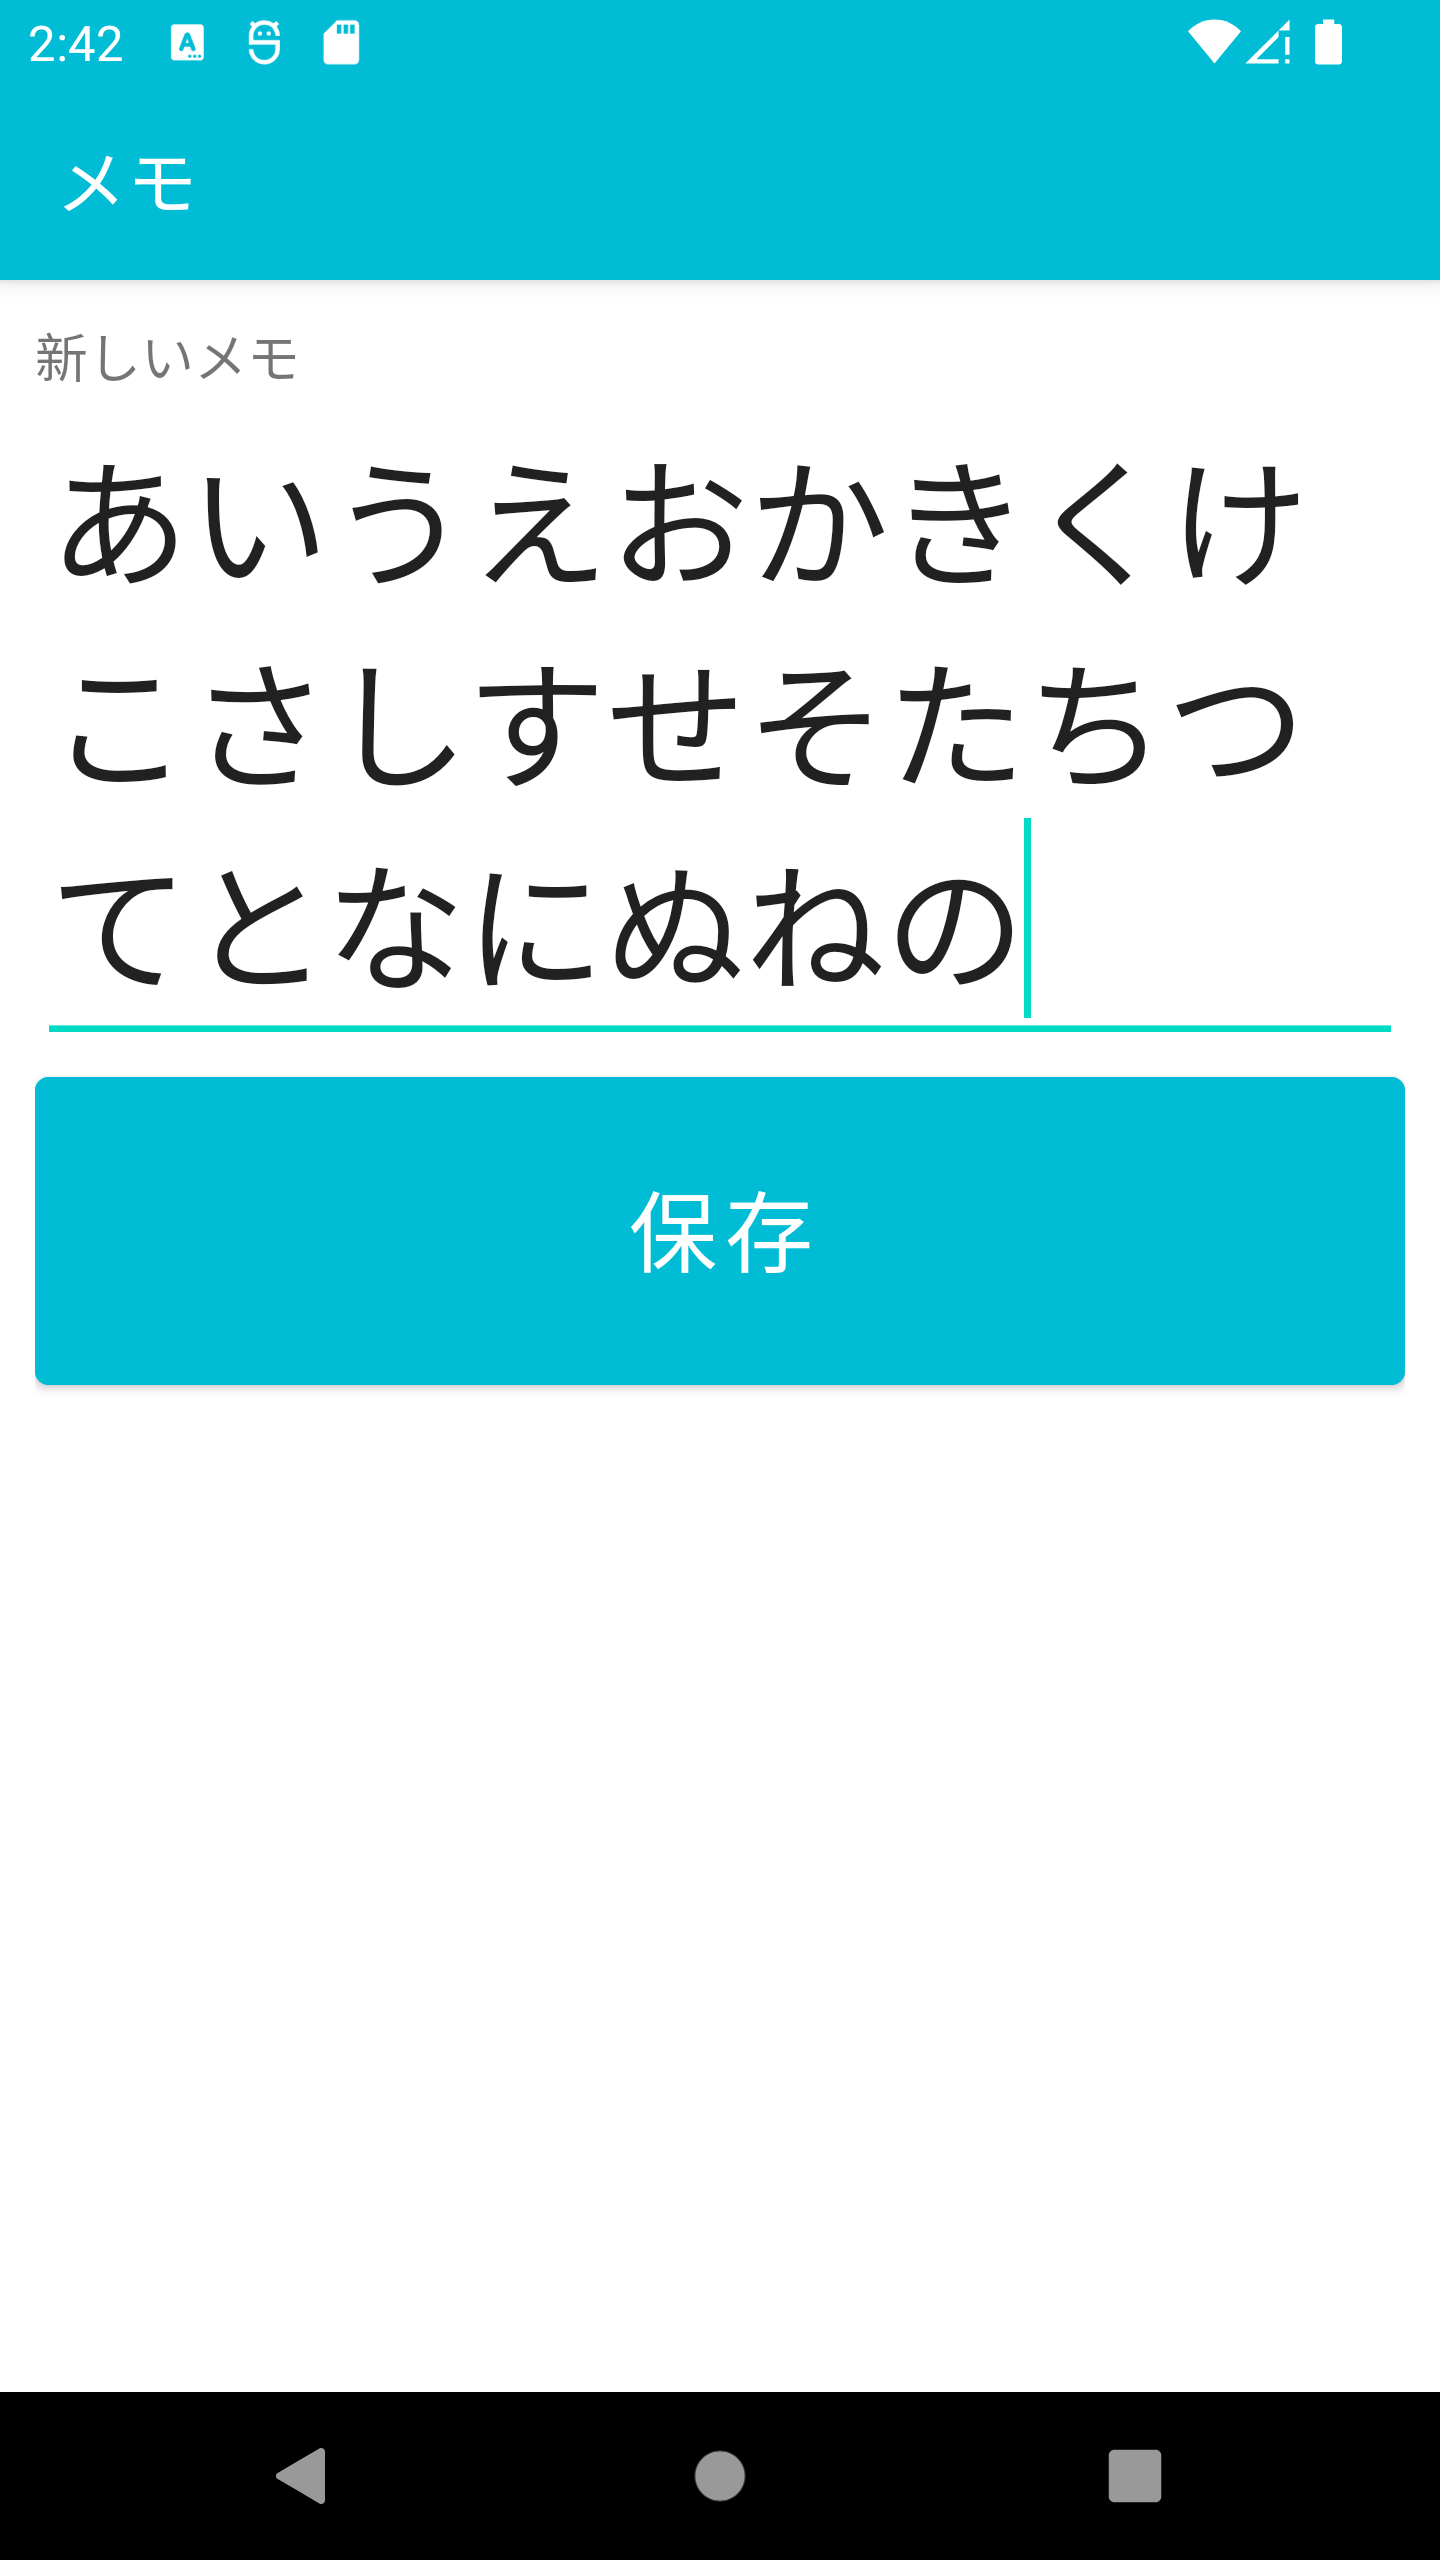 2:42
メモ
新しいメモ
あいうえおかきくけ
こさしすせそたちつ
てとなにぬねの
保存